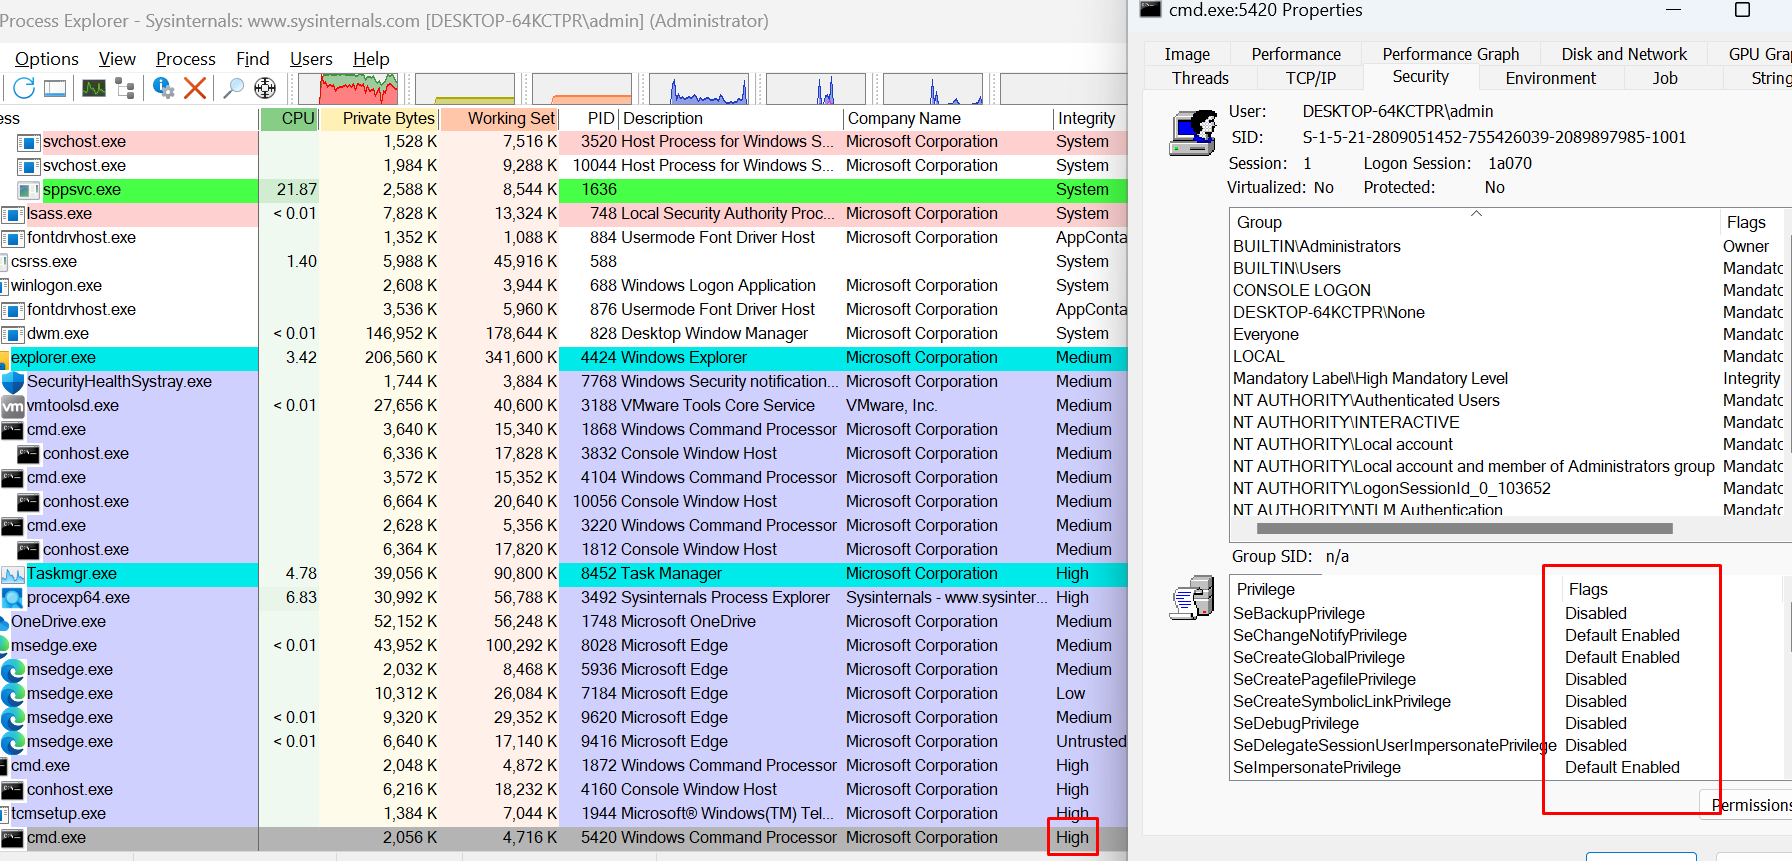 Process Explorer - Sysinternals: www.sysinternals.com [DESKTOP-64KCTPR\admin] (Administrator)
Options View Process Find Users Help
ess CPU Private Bytes Working Set PID Description Company Name Integrity
svchost.exe 1,528 K 7,516 K 3520 Host Process for Windows S... Microsoft Corporation System
svchost.exe 1,984 K 9,288 K 10044 Host Process for Windows S... Microsoft Corporation System
sppsvc.exe 21.87 2,588 K 8,544 K 1636 System
lsass.exe < 0.01 7,828 K 13,324 K 748 Local Security Authority Proc... Microsoft Corporation System
fontdrvhost.exe 1,352 K 1,088 K 884 Usermode Font Driver Host Microsoft Corporation AppConta
csrss.exe 1.40 5,988 K 45,916 K 588 System
winlogon.exe 2,608 K 3,944 K 688 Windows Logon Application Microsoft Corporation System
fontdrvhost.exe 3,536 K 5,960 K 876 Usermode Font Driver Host Microsoft Corporation AppConta
dwm.exe < 0.01 146,952 K 178,644 K 828 Desktop Window Manager Microsoft Corporation System
explorer.exe 3.42 206,560 K 341,600 K 4424 Windows Explorer Microsoft Corporation Medium
SecurityHealthSystray.exe 1,744 K 3,884 K 7768 Windows Security notification... Microsoft Corporation Medium
vm vmtoolsd.exe < 0.01 27,656 K 40,600 K 3188 VMware Tools Core Service VMware, Inc. Medium
cmd.exe 3,640 K 15,340 K 1868 Windows Command Processor Microsoft Corporation Medium
conhost.exe 6,336 K 17,828 K 3832 Console Window Host Microsoft Corporation Medium
cmd.exe 3,572 K 15,352 K 4104 Windows Command Processor Microsoft Corporation Medium
conhost.exe 6,664 K 20,640 K 10056 Console Window Host Microsoft Corporation Medium
cmd.exe 2,628 K 5,356 K 3220 Windows Command Processor Microsoft Corporation Medium
conhost.exe 6,364 K 17,820 K 1812 Console Window Host Microsoft Corporation Medium
Taskmgr.exe 4.78 39,056 K 90,800 K 8452 Task Manager Microsoft Corporation High
procexp64.exe 6.83 30,992 K 56,788 K 3492 Sysinternals Process Explorer Sysinternals - www.sysinter... High
OneDrive.exe 52,152 K 56,248 K 1748 Microsoft OneDrive Microsoft Corporation Medium
msedge.exe < 0.01 43,952 K 100,292 K 8028 Microsoft Edge Microsoft Corporation Medium
msedge.exe 2,032 K 8,468 K 5936 Microsoft Edge Microsoft Corporation Medium
msedge.exe 10,312 K 26,084 K 7184 Microsoft Edge Microsoft Corporation Low
msedge.exe < 0.01 9,320 K 29,352 K 9620 Microsoft Edge Microsoft Corporation Medium
msedge.exe < 0.01 6,640 K 17,140 K 9416 Microsoft Edge Microsoft Corporation Untrusted
cmd.exe 2,048 K 4,872 K 1872 Windows Command Processor Microsoft Corporation High
conhost.exe 6,216 K 18,232 K 4160 Console Window Host Microsoft Corporation High
tcmsetup.exe 1,384 K 7,044 K 1944 Microsoft® Windows(TM) Tel... Microsoft Corporation High
cmd.exe 2,056 K 4,716 K 5420 Windows Command Processor Microsoft Corporation High
cmd.exe:5420 Properties
Image Performance Performance Graph Disk and Network GPU Gra
Threads TCP/IP Security Environment Job String
User: DESKTOP-64KCTPR\admin
SID: S-1-5-21-2809051452-755426039-2089897985-1001
Session: 1 Logon Session: 1a070
Virtualized: No Protected: No
Group Flags
BUILTIN\Administrators Owner
BUILTIN\Users Mandatc
CONSOLE LOGON Mandatc
DESKTOP-64KCTPR\None Mandatc
Everyone Mandatc
LOCAL Mandatc
Mandatory Label\High Mandatory Level Integrity
NT AUTHORITY\Authenticated Users Mandatc
NT AUTHORITY\INTERACTIVE Mandatc
NT AUTHORITY\Local account Mandatc
NT AUTHORITY\Local account and member of Administrators group Mandatc
NT AUTHORITY\LogonSessionId_0_103652 Mandatc
NT AUTHORITY\NTLM Authentication Mandatc
Group SID: n/a
Privilege Flags
SeBackupPrivilege Disabled
SeChangeNotifyPrivilege Default Enabled
SeCreateGlobalPrivilege Default Enabled
SeCreatePagefilePrivilege Disabled
SeCreateSymbolicLinkPrivilege Disabled
SeDebugPrivilege Disabled
SeDelegateSessionUserImpersonatePrivilege Disabled
SeImpersonatePrivilege Default Enabled
Permissions